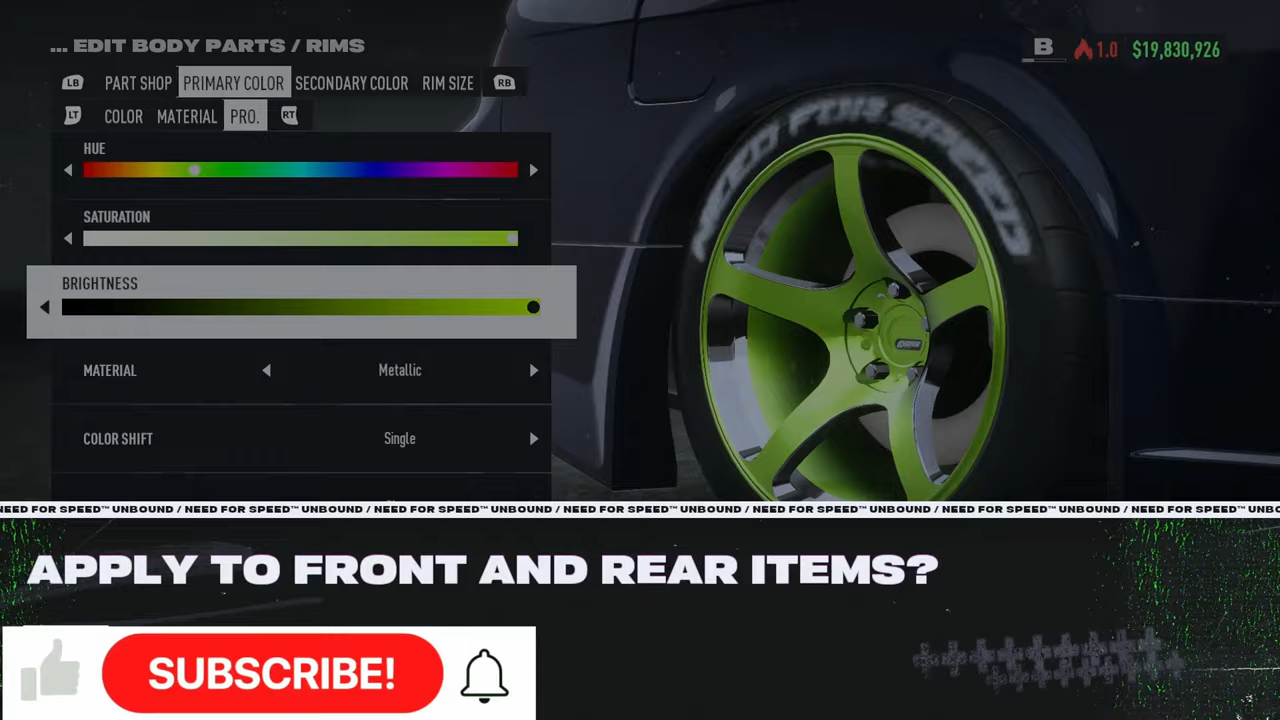 ... EDIT BODY PARTS / RIMS
B 1.0 $19,830,926
LB PART SHOP PRIMARY COLOR SECONDARY COLOR RIM SIZE RB
LT COLOR MATERIAL PRO. RT
HUE
SATURATION
BRIGHTNESS
MATERIAL Metallic
COLOR SHIFT Single
NEED FOR SPEED
NEED FOR SPEED™ UNBOUND / NEED FOR SPEED™ UNBOUND / NEED FOR SPEED™ UNBOUND / NEED FOR SPEED™ UNBOUND / NEED FOR SPEED™ UNBOUND / NEED FOR SPEED™ UNBOUND / NEED FOR SPEED™ UNBO
APPLY TO FRONT AND REAR ITEMS?
SUBSCRIBE!